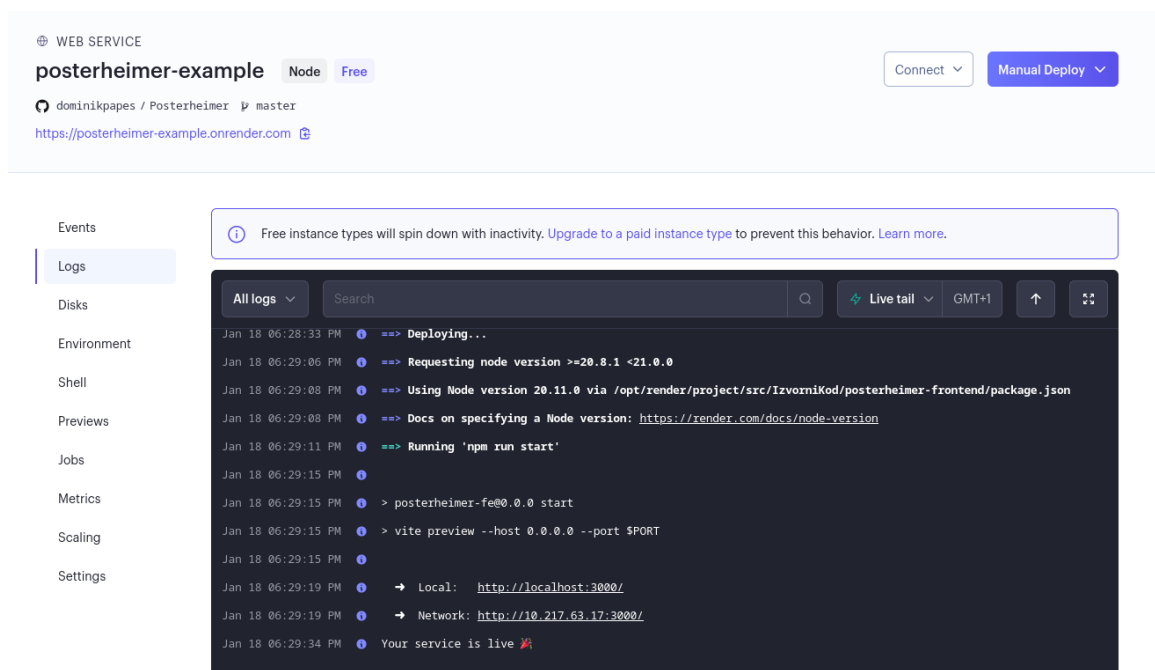 WEB SERVICE
posterheimer-example Node Free
Connect Manual Deploy
dominikpapes / Posterheimer master
https://posterheimer-example.onrender.com
Events
Logs
Disks
Environment
Shell
Previews
Jobs
Metrics
Scaling
Settings
Free instance types will spin down with inactivity. Upgrade to a paid instance type to prevent this behavior. Learn more.
All logs Search Live tail GMT+1
Jan 18 06:28:33 PM ==> Deploying...
Jan 18 06:29:06 PM ==> Requesting node version >=20.8.1 <21.0.0
Jan 18 06:29:08 PM ==> Using Node version 20.11.0 via /opt/render/project/src/IzvorniKod/posterheimer-frontend/package.json
Jan 18 06:29:08 PM ==> Docs on specifying a Node version: https://render.com/docs/node-version
Jan 18 06:29:11 PM ==> Running 'npm run start'
Jan 18 06:29:15 PM
Jan 18 06:29:15 PM > posterheimer-fe@0.0.0 start
Jan 18 06:29:15 PM > vite preview --host 0.0.0.0 --port $PORT
Jan 18 06:29:15 PM
Jan 18 06:29:19 PM ➜ Local: http://localhost:3000/
Jan 18 06:29:19 PM ➜ Network: http://10.217.63.17:3000/
Jan 18 06:29:34 PM Your service is live 🎉